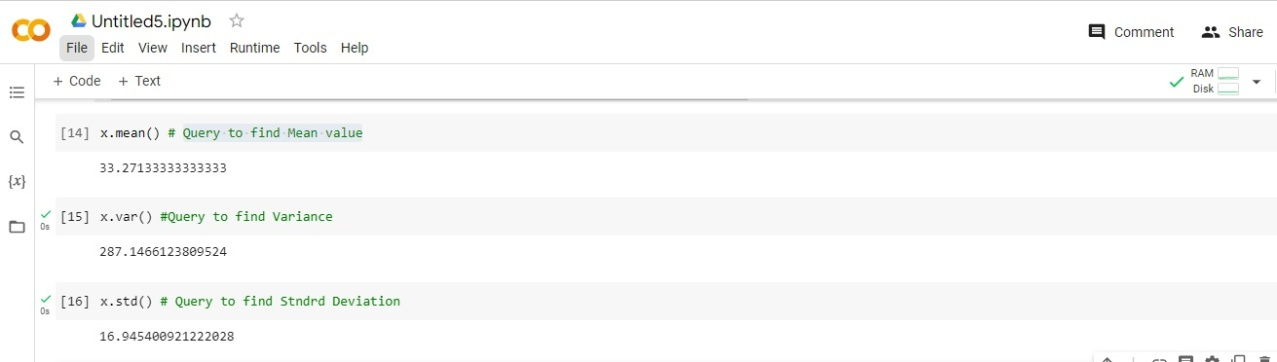 Untitled5.ipynb
File Edit View Insert Runtime Tools Help
Comment Share
+ Code + Text
RAM
Disk
[14] x.mean() # Query to find Mean value
33.27133333333333
{x}
[15] x.var() #Query to find Variance
0s
287.1466123809524
[16] x.std() # Query to find Stndrd Deviation
0s
16.945400921222028